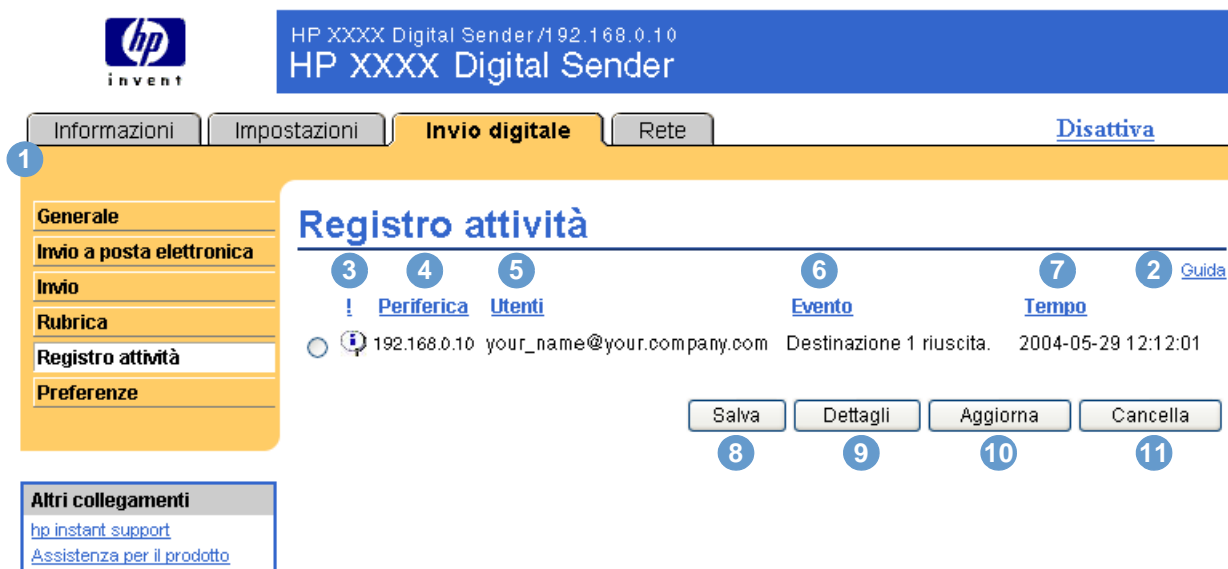 hp
invent
HP XXXX Digital Sender/192.168.0.10
HP XXXX Digital Sender
Informazioni Impostazioni Invio digitale Rete Disattiva
1
Generale
Invio a posta elettronica
Invio
Rubrica
Registro attività
Preferenze
Registro attività
3 4 5 6 7 2 Guida
! Periferica Utenti Evento Tempo
192.168.0.10 your_name@your.company.com Destinazione 1 riuscita. 2004-05-29 12:12:01
Salva Dettagli Aggiorna Cancella
8 9 10 11
Altri collegamenti
hp instant support
Assistenza per il prodotto